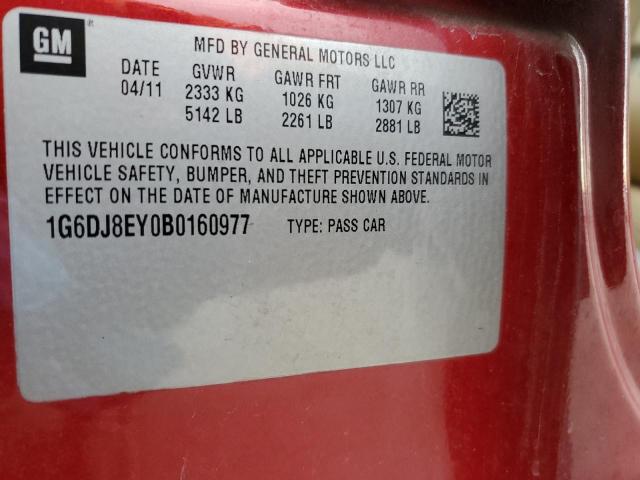 GM®
MFD BY GENERAL MOTORS LLC
DATE GVWR GAWR FRT GAWR RR
04/11 2333 KG 1026 KG 1307 KG
5142 LB 2261 LB 2881 LB
THIS VEHICLE CONFORMS TO ALL APPLICABLE U.S. FEDERAL MOTOR
VEHICLE SAFETY, BUMPER, AND THEFT PREVENTION STANDARDS IN
EFFECT ON THE DATE OF MANUFACTURE SHOWN ABOVE.
1G6DJ8EY0B0160977 TYPE: PASS CAR